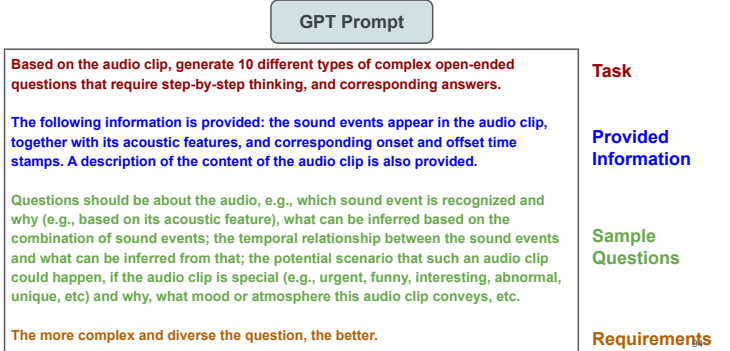 GPT Prompt
Based on the audio clip, generate 10 different types of complex open-ended
questions that require step-by-step thinking, and corresponding answers.
Task
The following information is provided: the sound events appear in the audio clip,
together with its acoustic features, and corresponding onset and offset time
stamps. A description of the content of the audio clip is also provided.
Provided
Information
Questions should be about the audio, e.g., which sound event is recognized and
why (e.g., based on its acoustic feature), what can be inferred based on the
combination of sound events; the temporal relationship between the sound events
and what can be inferred from that; the potential scenario that such an audio clip
could happen, if the audio clip is special (e.g., urgent, funny, interesting, abnormal,
unique, etc) and why, what mood or atmosphere this audio clip conveys, etc.
Sample
Questions
The more complex and diverse the question, the better.
Requirements